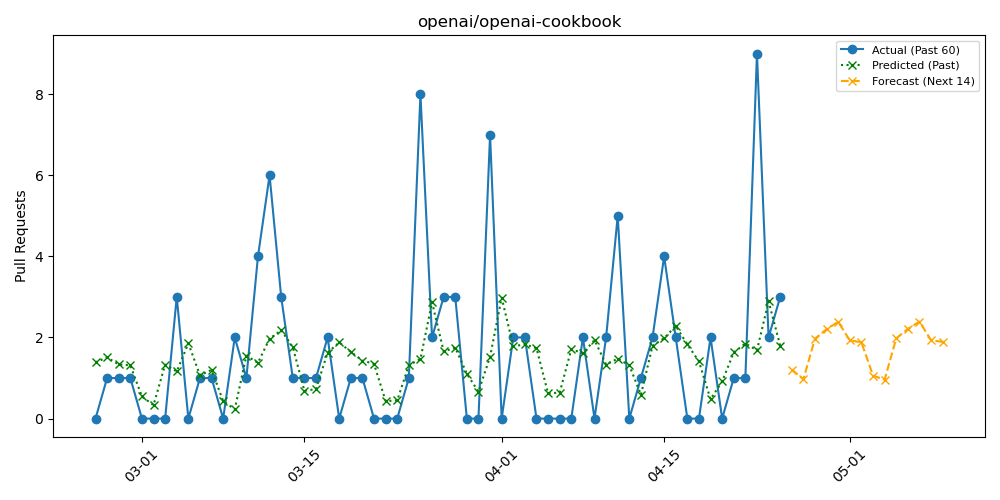 openai/openai-cookbook
Actual (Past 60)
Predicted (Past)
Forecast (Next 14)
Pull Requests
8
6
4
2
0
03-01
03-15
04-01
04-15
05-01